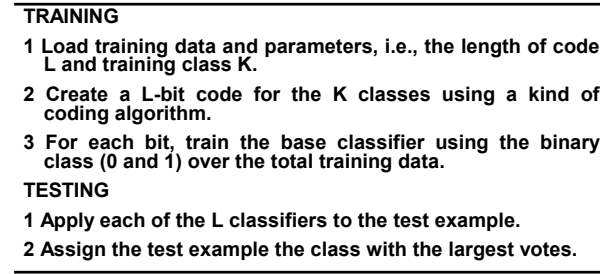 TRAINING
1 Load training data and parameters, i.e., the length of code
L and training class K.
2 Create a L-bit code for the K classes using a kind of
coding algorithm.
3 For each bit, train the base classifier using the binary
class (0 and 1) over the total training data.
TESTING
1 Apply each of the L classifiers to the test example.
2 Assign the test example the class with the largest votes.